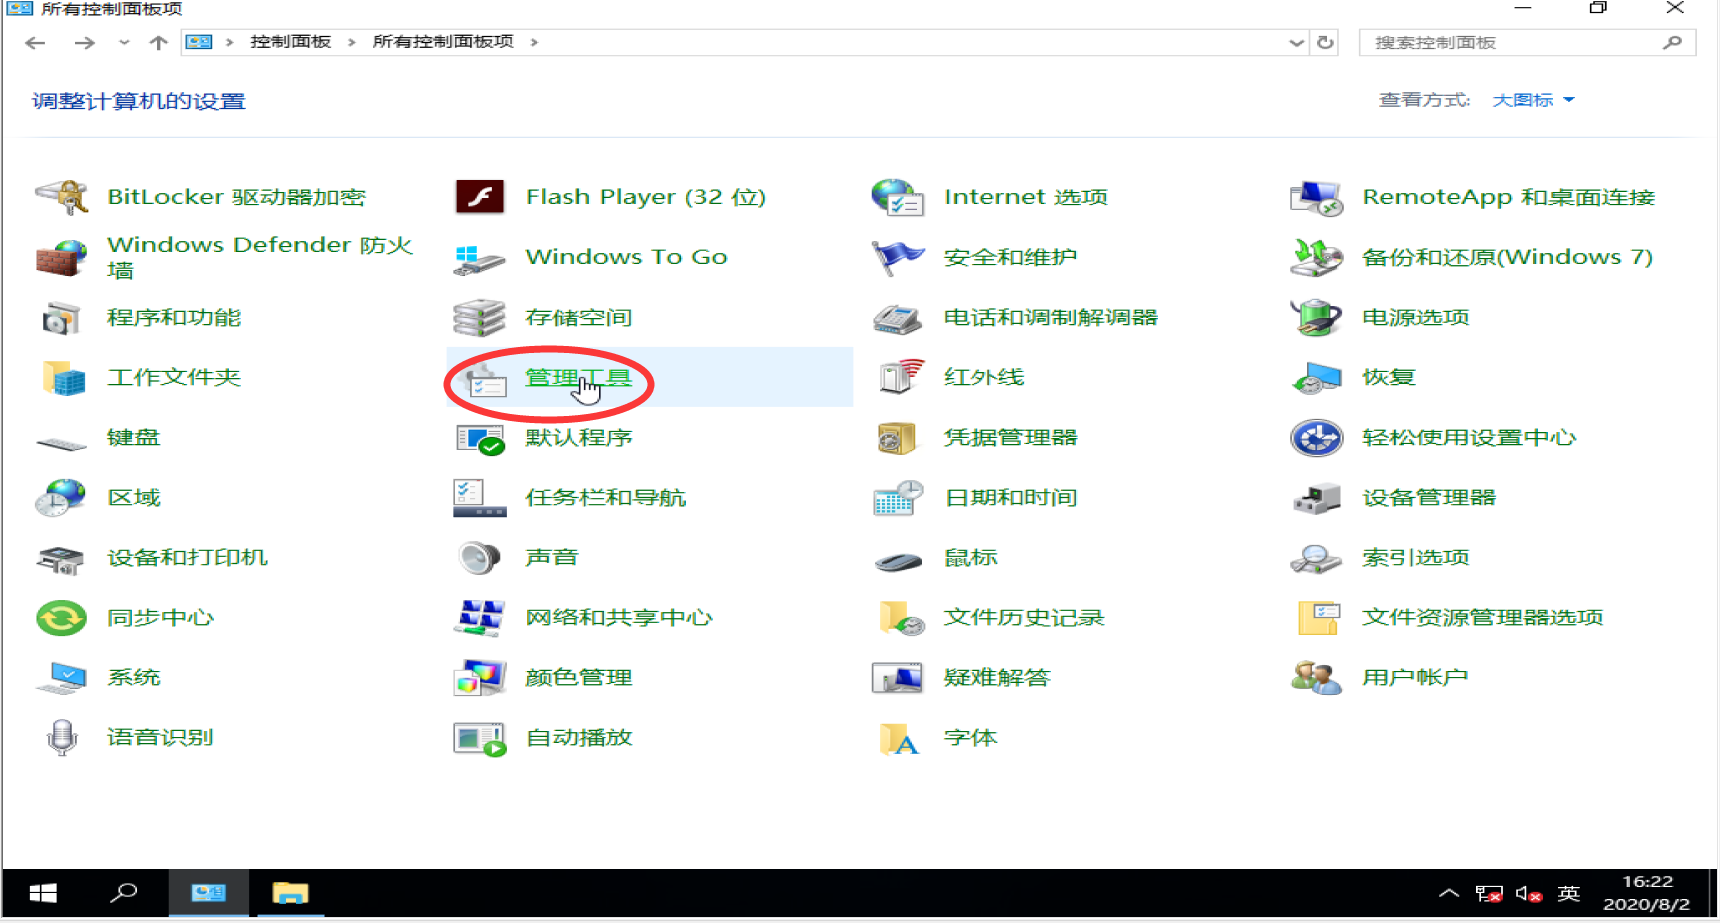 所有控制面板项
控制面板 所有控制面板项
搜索控制面板
调整计算机的设置
查看方式: 大图标
BitLocker 驱动器加密
Flash Player (32 位)
Internet 选项
RemoteApp 和桌面连接
Windows Defender 防火
墙
Windows To Go
安全和维护
备份和还原(Windows 7)
程序和功能
存储空间
电话和调制解调器
电源选项
工作文件夹
管理工具
红外线
恢复
键盘
默认程序
凭据管理器
轻松使用设置中心
区域
任务栏和导航
日期和时间
设备管理器
设备和打印机
声音
鼠标
索引选项
同步中心
网络和共享中心
文件历史记录
文件资源管理器选项
系统
颜色管理
疑难解答
用户帐户
语音识别
自动播放
字体
英
16:22
2020/8/2